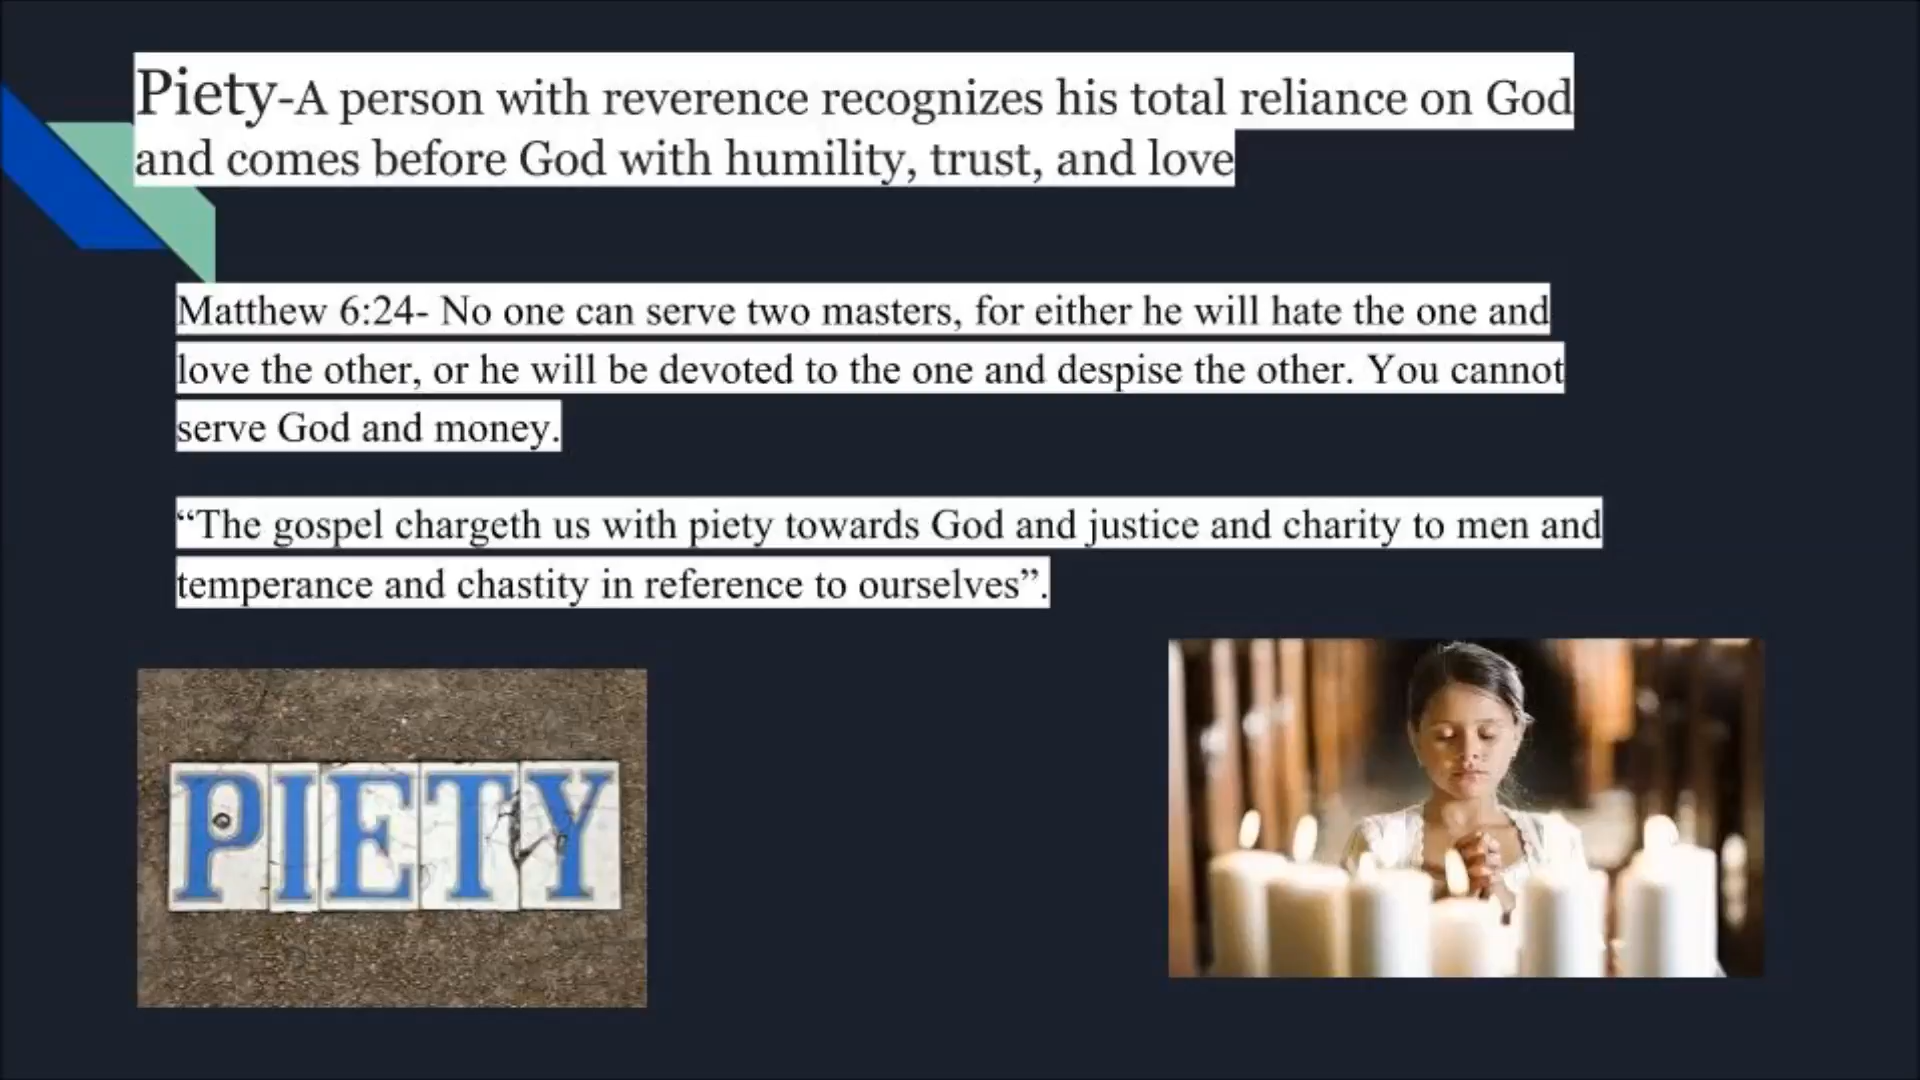 Piety-A person with reverence recognizes his total reliance on God
and comes before God with humility, trust, and love
Matthew 6:24- No one can serve two masters, for either he will hate the one and
love the other, or he will be devoted to the one and despise the other. You cannot
serve God and money.
“The gospel chargeth us with piety towards God and justice and charity to men and
temperance and chastity in reference to ourselves”.
PIETY